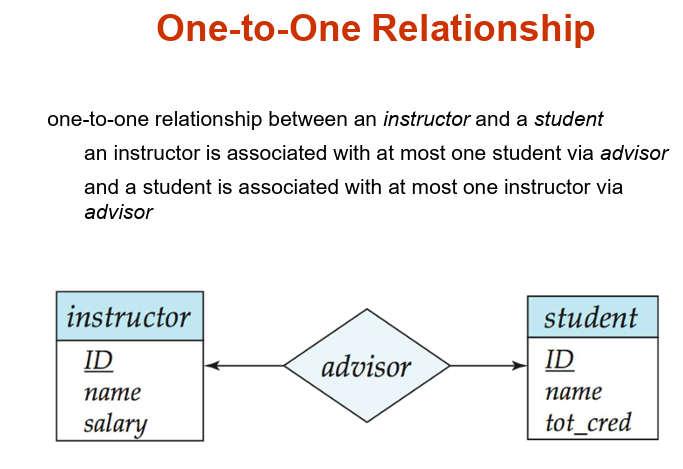 One-to-One Relationship
one-to-one relationship between an instructor and a student
an instructor is associated with at most one student via advisor
and a student is associated with at most one instructor via
advisor
instructor
ID
name
salary
advisor
student
ID
name
tot_cred